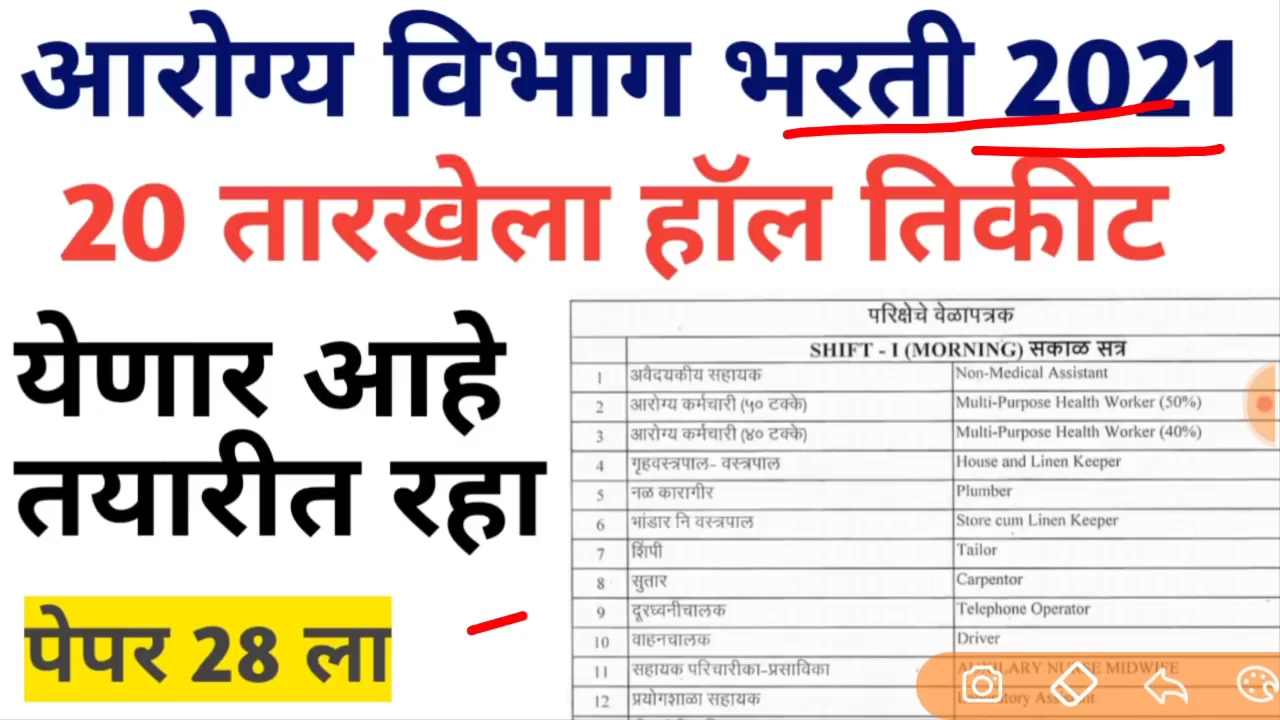 आरोग्य विभाग भरती 2021
20 तारखेला हॉल तिकीट
येणार आहे
तयारीत रहा
पेपर 28 ला
परिक्षेचे वेळापत्रक
SHIFT - I (MORNING) सकाळ सत्र
1 अवैदयकीय सहायक Non-Medical Assistant
2 आरोग्य कर्मचारी (५० टक्के) Multi-Purpose Health Worker (50%)
3 आरोग्य कर्मचारी (४० टक्के) Multi-Purpose Health Worker (40%)
4 गृहवस्त्रपाल- वस्त्रपाल House and Linen Keeper
5 नळ कारागीर Plumber
6 भांडार नि वस्त्रपाल Store cum Linen Keeper
7 शिंपी Tailor
8 सुतार Carpentor
9 दूरध्वनीचालक Telephone Operator
10 वाहनचालक Driver
11 सहायक परिचारीका-प्रसाविका AUXILARY NURSE MIDWIFE
12 प्रयोगशाळा सहायक Laboratory Assistant